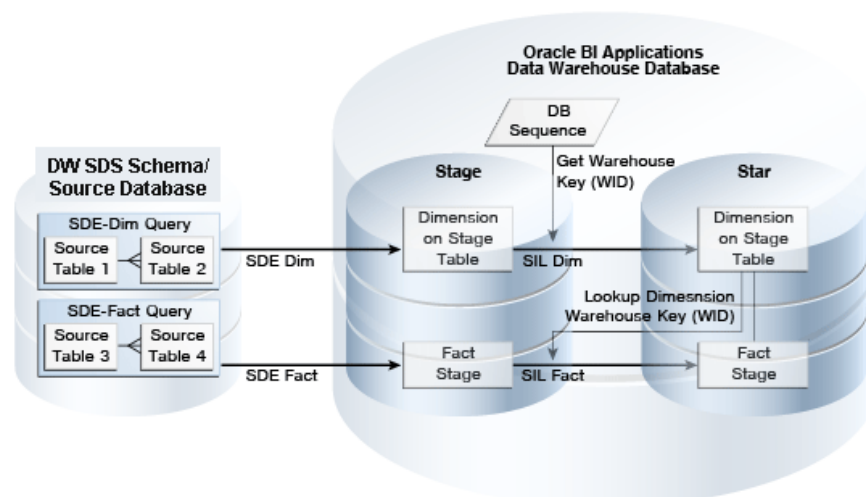 Oracle BI Applications
Data Warehouse Database
DB
Sequence
DW SDS Schema/
Source Database
Stage
Get Warehouse
Key (WID)
Star
SDE-Dim Query
Source
Table 1
Source
Table 2
SDE Dim
Dimension
on Stage
Table
SIL Dim
Dimension
on Stage
Table
Lookup Dimesnsion
Warehouse Key (WID)
SDE-Fact Query
Source
Table 3
Source
Table 4
SDE Fact
Fact
Stage
SIL Fact
Fact
Stage